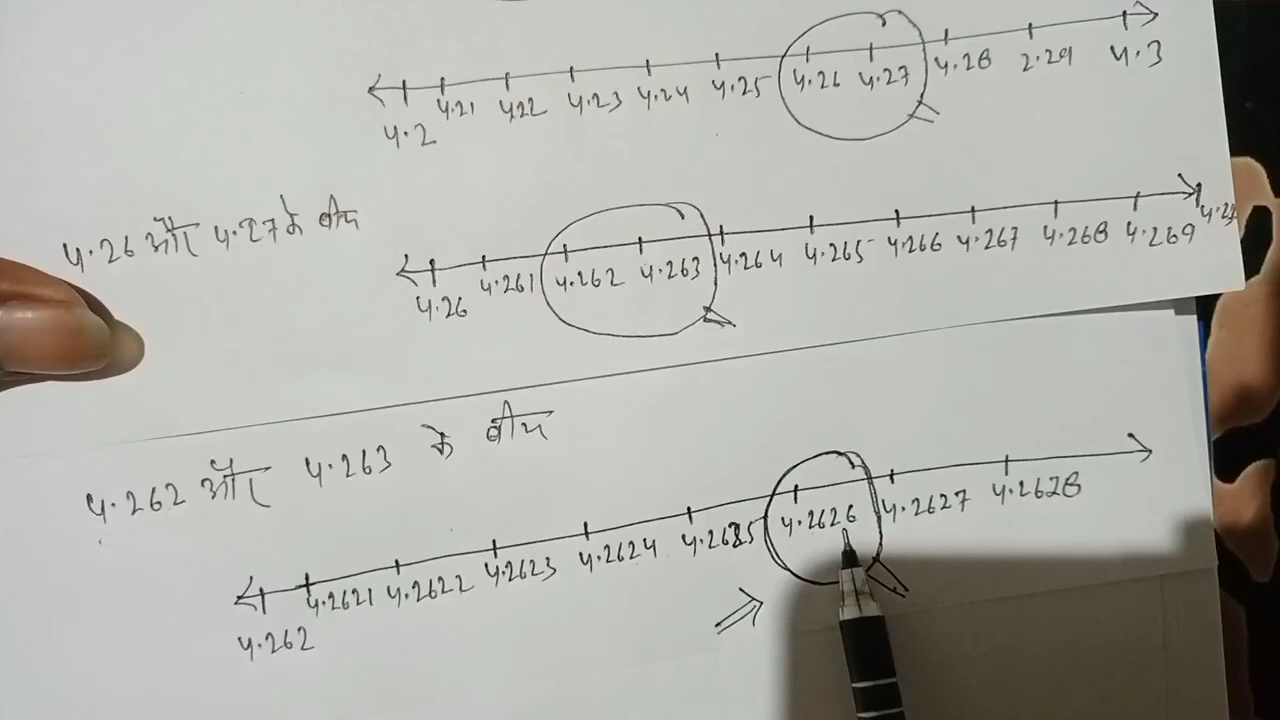 4.2 4.21 4.22 4.23 4.24 4.25 4.26 4.27 4.28 2.29 4.3
4.26 और 4.27 के बीच
4.26 4.261 4.262 4.263 4.264 4.265 4.266 4.267 4.268 4.269
4.262 और 4.263 के बीच
4.262 4.2621 4.2622 4.2623 4.2624 4.2625 4.2626 4.2627 4.2628